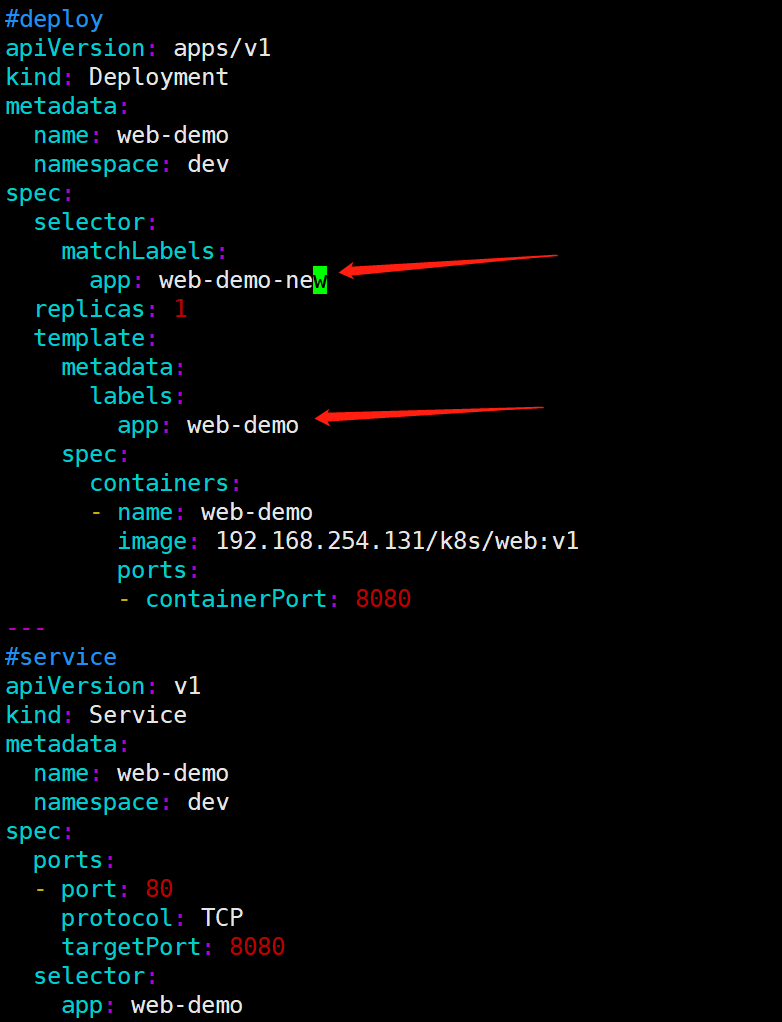 #deploy
apiVersion: apps/v1
kind: Deployment
metadata:
  name: web-demo
  namespace: dev
spec:
  selector:
    matchLabels:
      app: web-demo-new
  replicas: 1
  template:
    metadata:
      labels:
        app: web-demo
    spec:
      containers:
      - name: web-demo
        image: 192.168.254.131/k8s/web:v1
        ports:
        - containerPort: 8080
---
#service
apiVersion: v1
kind: Service
metadata:
  name: web-demo
  namespace: dev
spec:
  ports:
  - port: 80
    protocol: TCP
    targetPort: 8080
  selector:
    app: web-demo